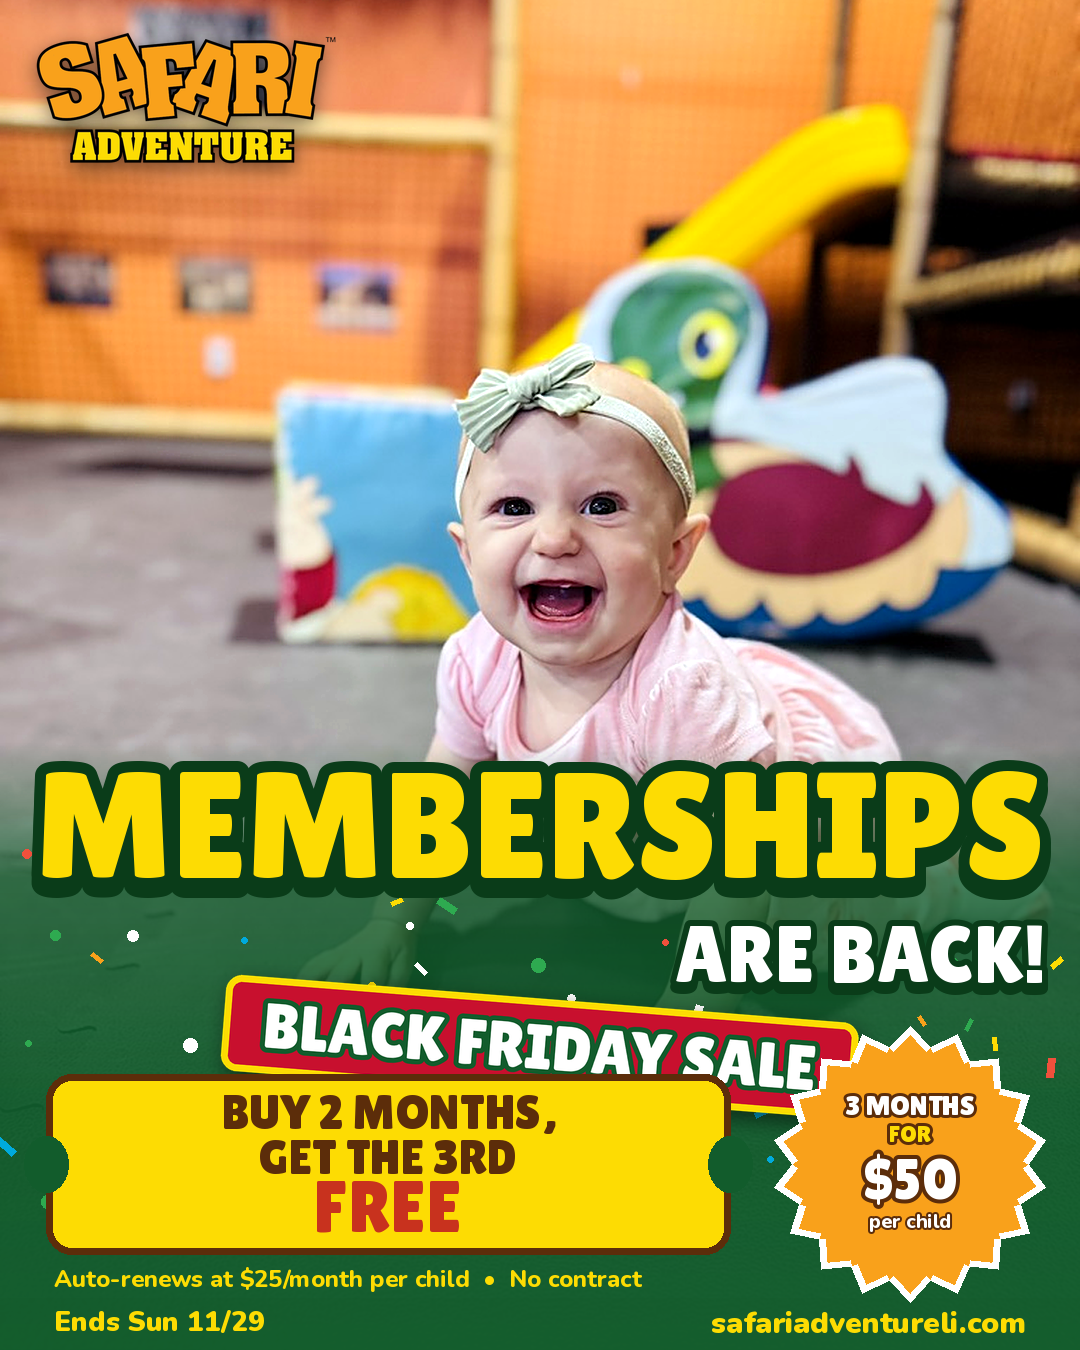 SAFARI™
ADVENTURE
MEMBERSHIPS
ARE BACK!
BLACK FRIDAY SALE
BUY 2 MONTHS,
GET THE 3RD
FREE
3 MONTHS
FOR
$50
per child
Auto-renews at $25/month per child • No contract
Ends Sun 11/29
safariadventureli.com